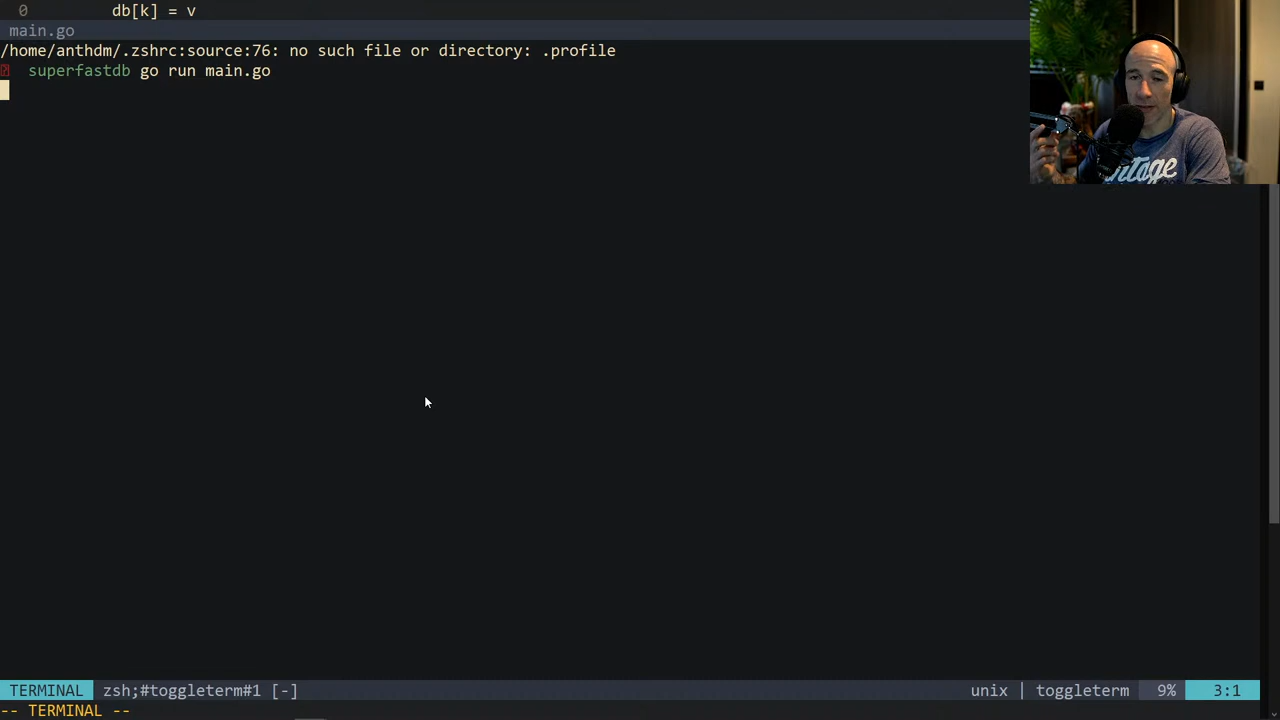 0 db[k] = v
main.go
/home/anthdm/.zshrc:source:76: no such file or directory: .profile
superfastdb go run main.go
TERMINAL zsh;#toggleterm#1 [-] unix | toggleterm 9% 3:1
-- TERMINAL --